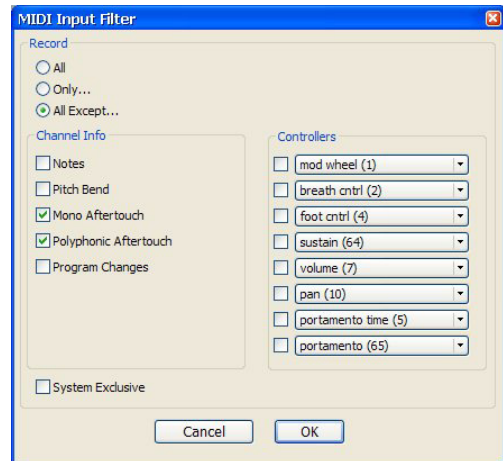 MIDI Input Filter
Record
All
Only...
All Except...
Channel Info
Notes
Pitch Bend
Mono Aftertouch
Polyphonic Aftertouch
Program Changes
Controllers
mod wheel (1)
breath cntrl (2)
foot cntrl (4)
sustain (64)
volume (7)
pan (10)
portamento time (5)
portamento (65)
System Exclusive
Cancel
OK